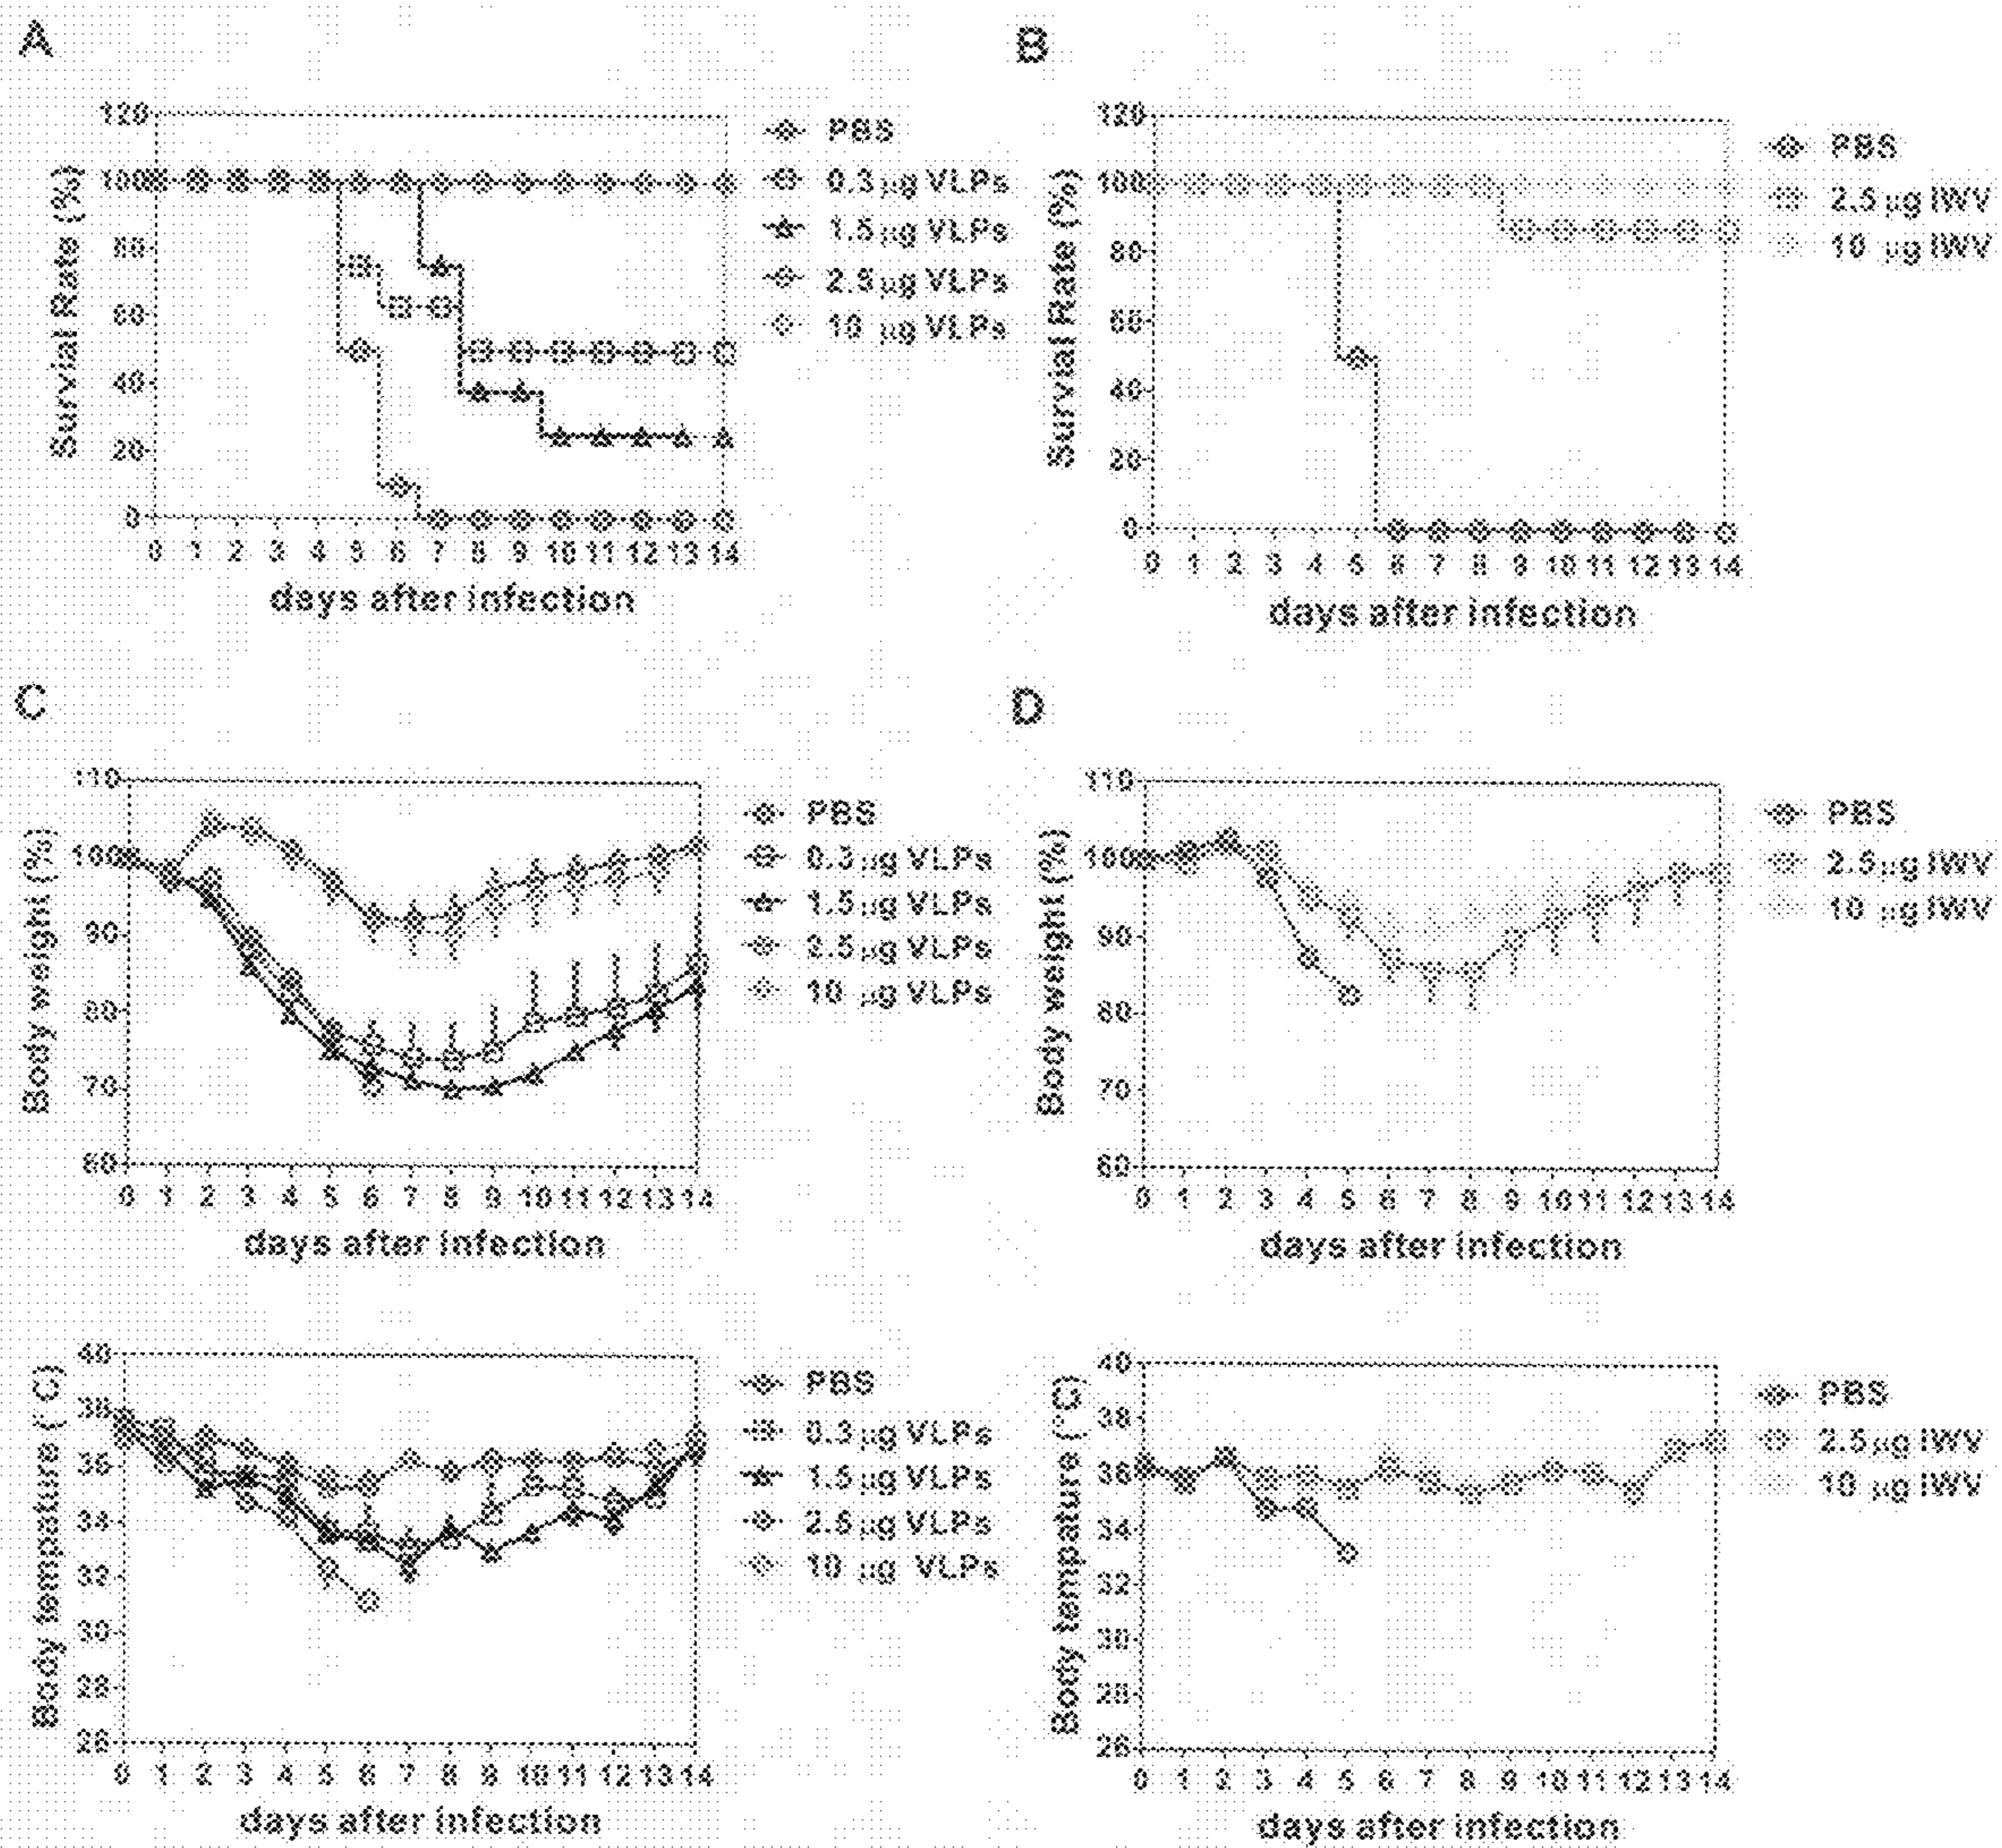 A
B
120
100
80
60
40
20
0
Survial Rate (%)
0 1 2 3 4 5 6 7 8 9 10 11 12 13 14
days after infection
PBS
0.3 µg VLPs
1.5 µg VLPs
2.5 µg VLPs
10 µg VLPs
120
100
80
60
40
20
0
Survial Rate (%)
0 1 2 3 4 5 6 7 8 9 10 11 12 13 14
days after infection
PBS
2.5 µg IWV
10 µg IWV
C
D
110
100
90
80
70
60
Body weight (%)
0 1 2 3 4 5 6 7 8 9 10 11 12 13 14
days after infection
PBS
0.3 µg VLPs
1.5 µg VLPs
2.5 µg VLPs
10 µg VLPs
110
100
90
80
70
60
Body weight (%)
0 1 2 3 4 5 6 7 8 9 10 11 12 13 14
days after infection
PBS
2.5 µg IWV
10 µg IWV
40
38
36
34
32
30
28
26
Body tempature (°C)
0 1 2 3 4 5 6 7 8 9 10 11 12 13 14
days after infection
PBS
0.3 µg VLPs
1.5 µg VLPs
2.5 µg VLPs
10 µg VLPs
40
38
36
34
32
30
28
26
Body tempature (°C)
0 1 2 3 4 5 6 7 8 9 10 11 12 13 14
days after infection
PBS
2.5 µg IWV
10 µg IWV